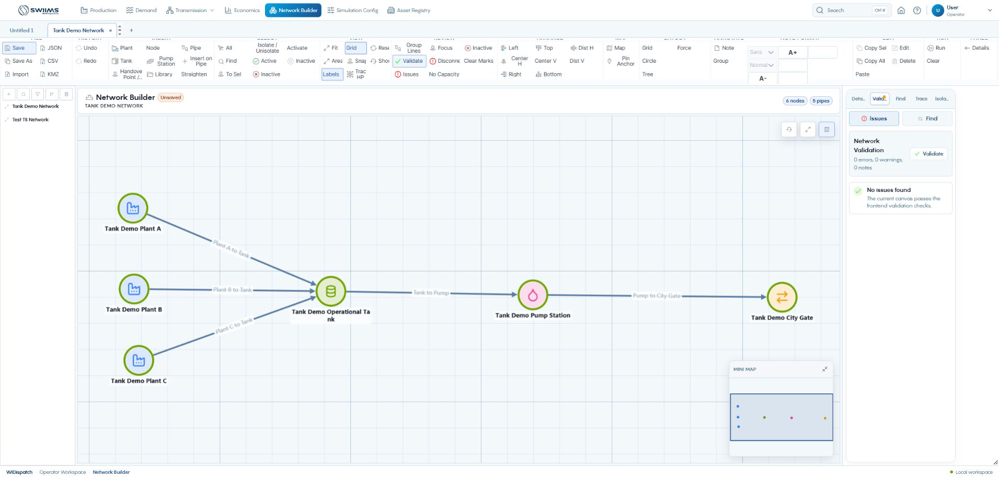 SWIIMS
WIDispatch
Production
Demand
Transmission
Economics
Network Builder
Simulation Config
Asset Registry
Search
Ctrl K
U
User
Operator
Untitled 1
Tank Demo Network ×
+
Save
JSON
Save As
CSV
Import
KMZ
Undo
Redo
Plant
Node
Pipe
Tank
Pump
Station
Insert on
Pipe
Handove
Point /..
Library
Straighten
All
Isolate /
Unisolate
Activate
Find
Active
Inactive
To Sel
Inactive
Fit
Grid
Rese
Area
Snap
Shor
Labels
Trac
HP
Group
Lines
Focus
Inactive
Validate
Disconne
Clear Marks
Issues
No Capacity
Left
Top
Dist H
Center
H
Center V
Dist V
Right
Bottom
Map
Pin
Anchor
Grid
Force
Circle
Tree
ANNOTATE
Note
Group
NOTE FORMAT
Sans
A+
Normal
A-
Copy Sel
Edit
Copy All
Delete
Paste
Run
Clear
Details
Tank Demo Network
Test TS Network
Network Builder
Unsaved
TANK DEMO NETWORK
6 nodes
5 pipes
Tank Demo Plant A
Plant A to Tank
Tank Demo Plant B
Plant B to Tank
Tank Demo Plant C
Plant C to Tank
Tank Demo Operational Ta
nk
Tank to Pump
Tank Demo Pump Station
Pump to City Gate
Tank Demo City Gate
MINI MAP
Deta...
Valid...
Find
Trace
Isola...
Issues
Find
Network
Validation
0 errors, 0 warnings,
0 notes
Validate
No issues found
The current canvas passes the
frontend validation checks.
WIDispatch · Operator Workspace · Network Builder
Local workspace